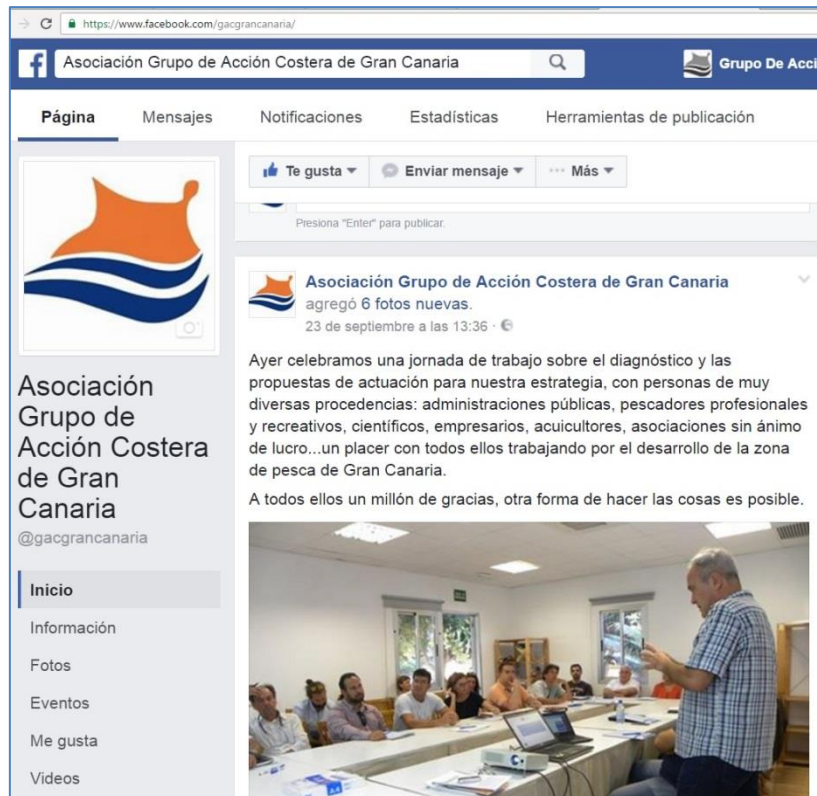 https://www.facebook.com/gacgrancanaria/
Asociación Grupo de Acción Costera de Gran Canaria
Grupo De Acci
Página Mensajes Notificaciones Estadísticas Herramientas de publicación
Te gusta Enviar mensaje Más
Presiona "Enter" para publicar.
Asociación Grupo de Acción Costera de Gran Canaria
agregó 6 fotos nuevas.
23 de septiembre a las 13:36 ·
Ayer celebramos una jornada de trabajo sobre el diagnóstico y las
propuestas de actuación para nuestra estrategia, con personas de muy
diversas procedencias: administraciones públicas, pescadores profesionales
y recreativos, científicos, empresarios, acuicultores, asociaciones sin ánimo
de lucro...un placer con todos ellos trabajando por el desarrollo de la zona
de pesca de Gran Canaria.
A todos ellos un millón de gracias, otra forma de hacer las cosas es posible.
Asociación
Grupo de
Acción Costera
de Gran
Canaria
@gacgrancanaria
Inicio
Información
Fotos
Eventos
Me gusta
Videos